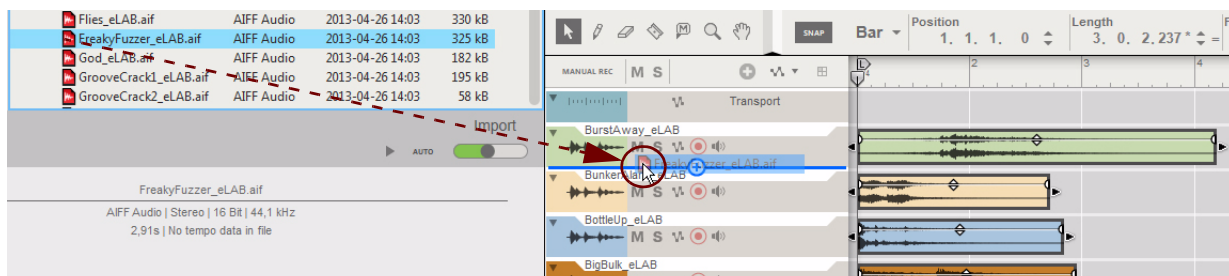 Flies_eLAB.aif AIFF Audio 2013-04-26 14:03 330 kB
FreakyFuzzer_eLAB.aif AIFF Audio 2013-04-26 14:03 325 kB
God_eLAB.aif AIFF Audio 2013-04-26 14:03 182 kB
GrooveCrack1_eLAB.aif AIFF Audio 2013-04-26 14:03 195 kB
GrooveCrack2_eLAB.aif AIFF Audio 2013-04-26 14:03 58 kB
Import
AUTO
FreakyFuzzer_eLAB.aif
AIFF Audio | Stereo | 16 Bit | 44,1 kHz
2,91s | No tempo data in file
M
SNAP
Bar
Position
1. 1. 1. 0
Length
3. 0. 2.237 *
=
MANUAL REC M S
L
4 2 3 4
Transport
BurstAway_eLAB
M S
FreakyFuzzer_eLAB.aif
BunkerAlarm_eLAB
M S
BottleUp_eLAB
M S
BigBulk_eLAB